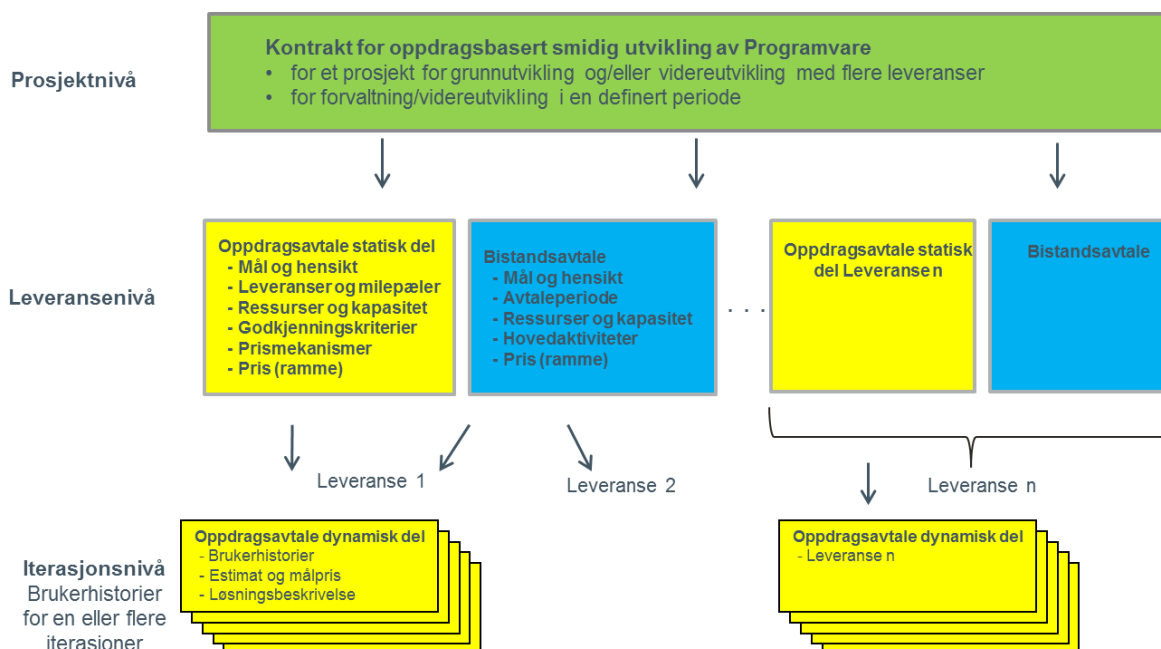 Kontrakt for oppdragsbasert smidig utvikling av Programvare
• for et prosjekt for grunnutvikling og/eller videreutvikling med flere leveranser
• for forvaltning/videreutvikling i en definert periode
Prosjektnivå
Leveransenivå
Oppdragsavtale statisk del
- Mål og hensikt
- Leveranser og milepæler
- Ressurser og kapasitet
- Godkjenningskriterier
- Prismekanismer
- Pris (ramme)
Bistandsavtale
- Mål og hensikt
- Avtaleperiode
- Ressurser og kapasitet
- Hovedaktiviteter
- Pris (ramme)
. . .
Oppdragsavtale statisk
del Leveranse n
Bistandsavtale
Leveranse 1
Leveranse 2
Leveranse n
Iterasjonsnivå
Brukerhistorier
for en eller flere
iterasjoner
Oppdragsavtale dynamisk del
- Brukerhistorier
- Estimat og målpris
- Løsningsbeskrivelse
Oppdragsavtale dynamisk del
- Leveranse n